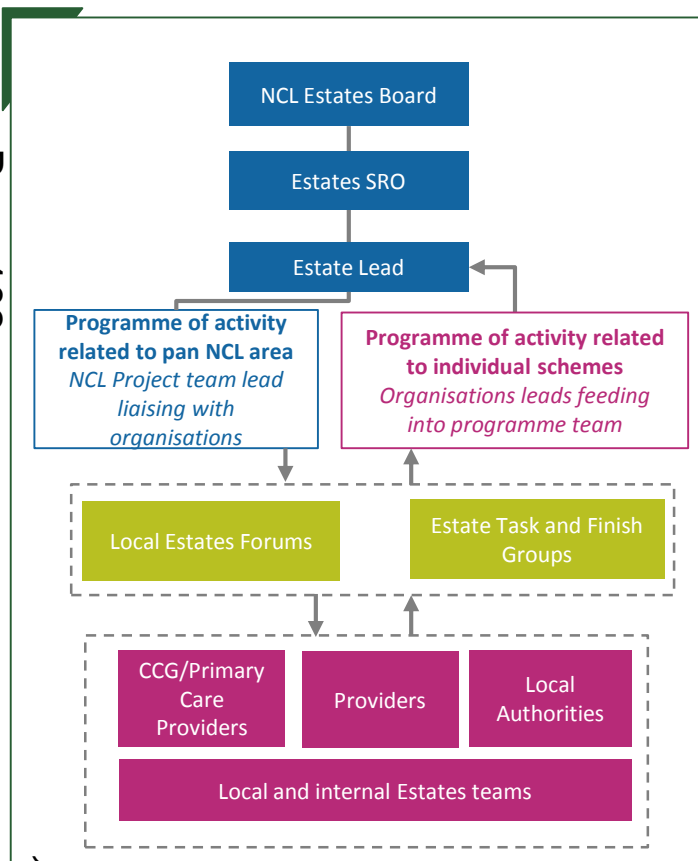 NCL Estates Board
Estates SRO
Estate Lead
Programme of activity
related to pan NCL area
NCL Project team lead
liaising with
organisations
Programme of activity related
to individual schemes
Organisations leads feeding
into programme team
Local Estates Forums
Estate Task and Finish
Groups
CCG/Primary
Care
Providers
Providers
Local
Authorities
Local and internal Estates teams